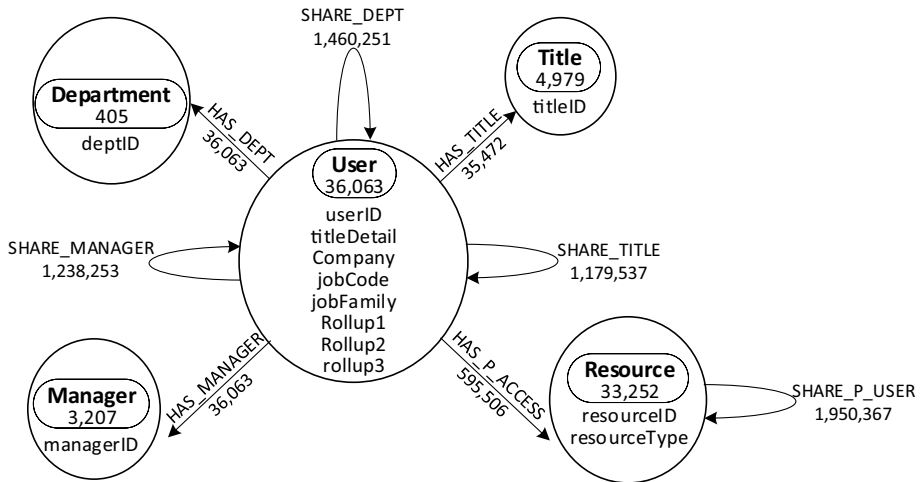 SHARE_DEPT
1,460,251
Department
405
deptID
HAS_DEPT
36,063
Title
4,979
titleID
HAS_TITLE
35,472
User
36,063
userID
titleDetail
Company
jobCode
jobFamily
Rollup1
Rollup2
rollup3
SHARE_MANAGER
1,238,253
SHARE_TITLE
1,179,537
Manager
3,207
managerID
HAS_MANAGER
36,063
HAS_P_ACCESS
595,506
Resource
33,252
resourceID
resourceType
SHARE_P_USER
1,950,367